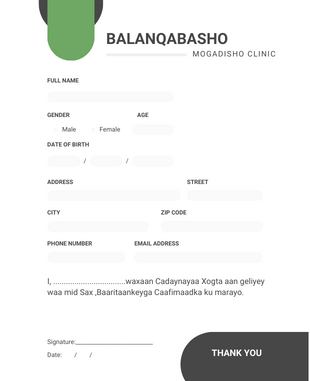 BALANQABASHO
MOGADISHO CLINIC
FULL NAME
GENDER AGE
Male Female
DATE OF BIRTH
/ /
ADDRESS STREET
CITY ZIP CODE
PHONE NUMBER EMAIL ADDRESS
I, ..................................waxaan Cadaynayaa Xogta aan geliyey
waa mid Sax ,Baaritaankeyga Caafimaadka ku marayo.
Signature:__________________________
Date: / /
THANK YOU